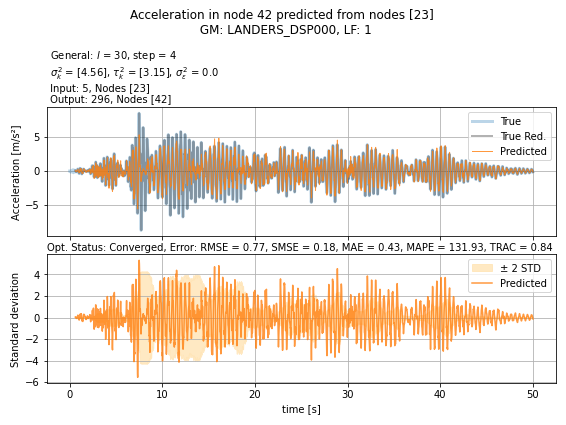 Acceleration in node 42 predicted from nodes [23]
GM: LANDERS_DSP000, LF: 1
General: l = 30, step = 4
σ²ₖ = [4.56], τ²ₖ = [3.15], σ²ε = 0.0
Input: 5, Nodes [23]
Output: 296, Nodes [42]
Acceleration [m/s²]
5
0
−5
True
True Red.
Predicted
Opt. Status: Converged, Error: RMSE = 0.77, SMSE = 0.18, MAE = 0.43, MAPE = 131.93, TRAC = 0.84
Standard deviation
4
2
0
−2
−4
−6
± 2 STD
Predicted
0 10 20 30 40 50
time [s]